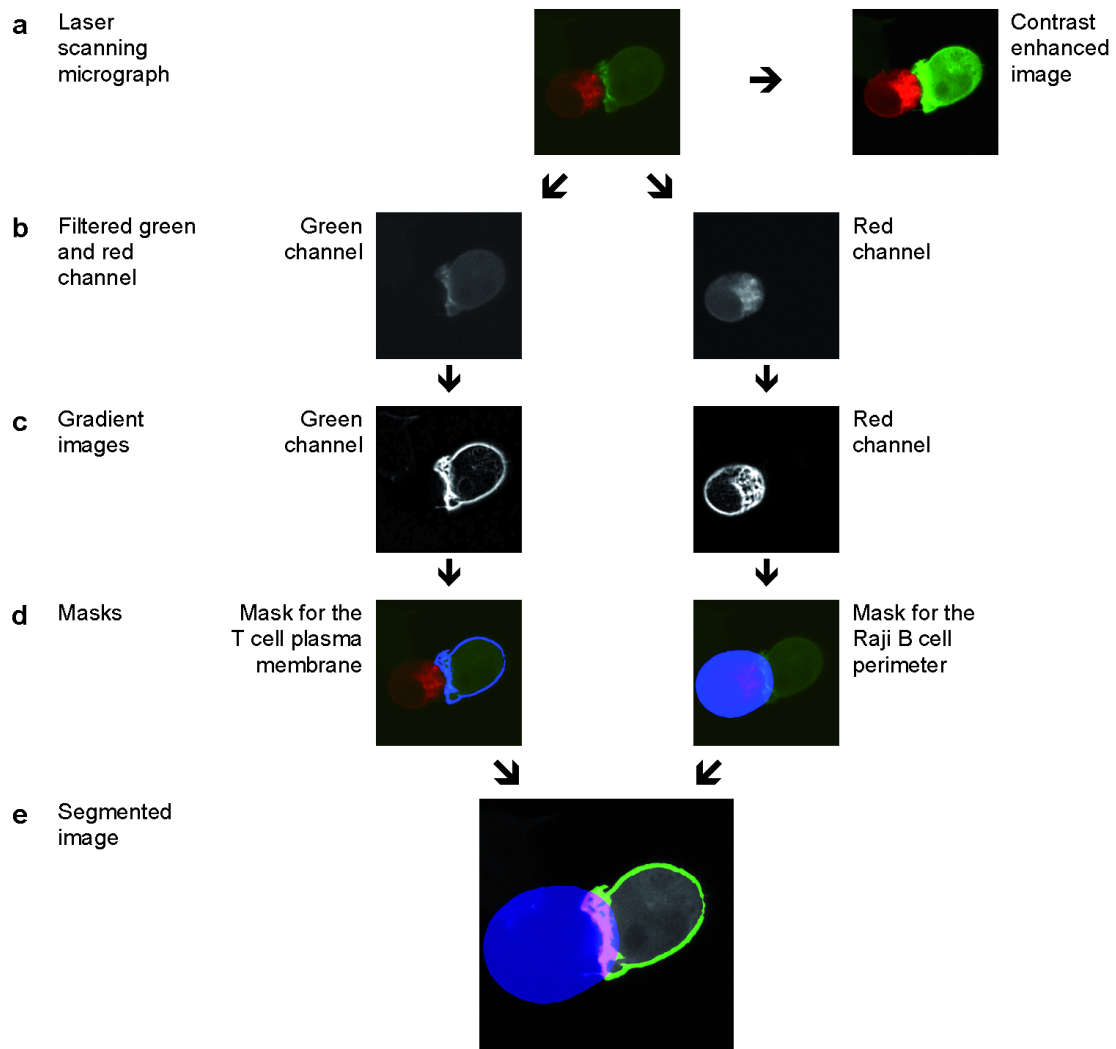 a
Laser
scanning
micrograph
Contrast
enhanced
image
b
Filtered green
and red
channel
Green
channel
Red
channel
c
Gradient
images
Green
channel
Red
channel
d
Masks
Mask for the
T cell plasma
membrane
Mask for the
Raji B cell
perimeter
e
Segmented
image